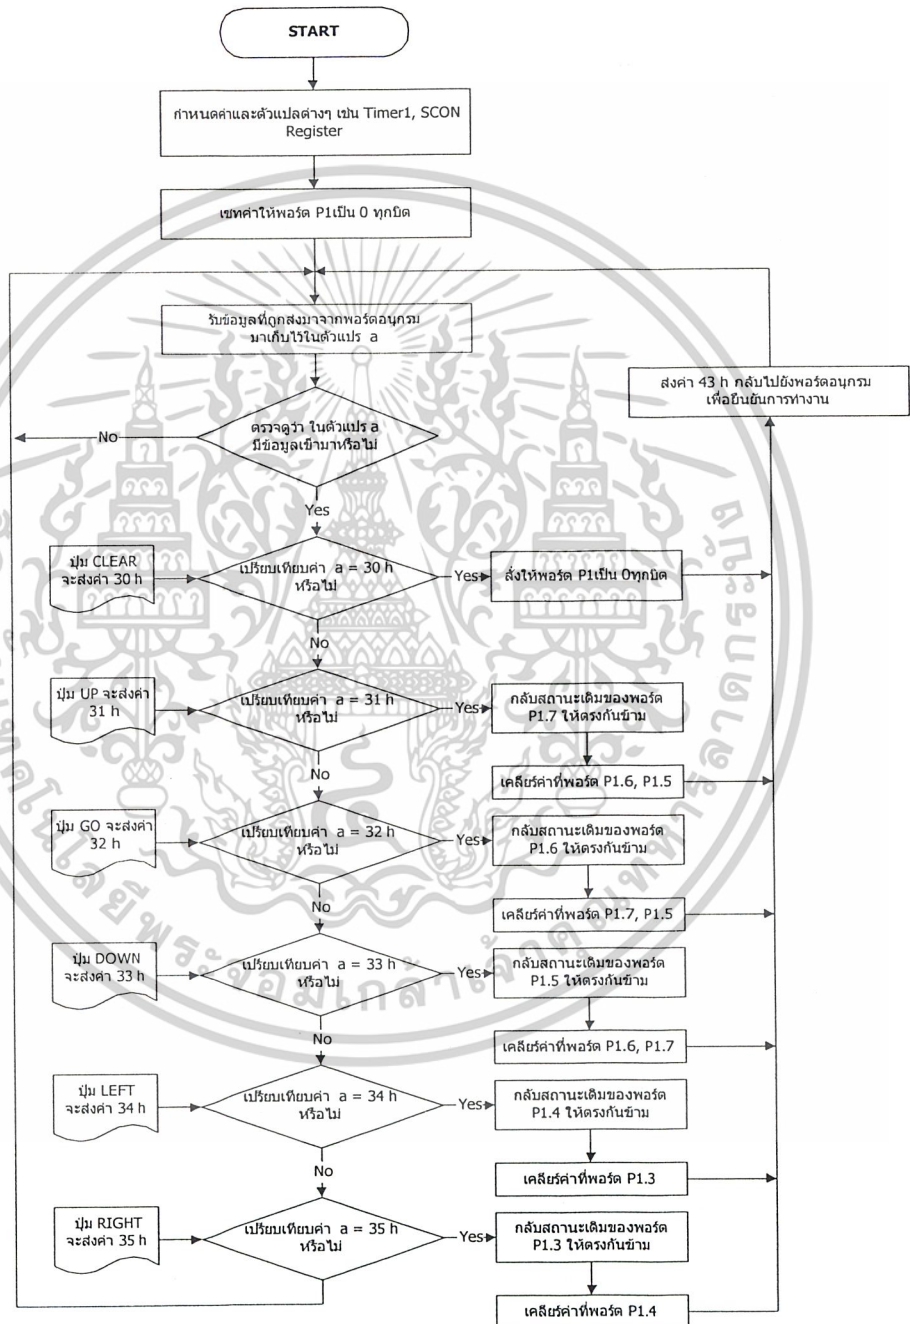 START
กำหนดค่าและตัวแปลต่างๆ เช่น Timer1, SCON
Register
เซทค่าให้พอร์ต P1เป็น 0 ทุกบิต
รับข้อมูลที่ถูกส่งมาจากพอร์ตอนุกรม
มาเก็บไว้ในตัวแปร a
ส่งค่า 43 h กลับไปยังพอร์ตอนุกรม
เพื่อยืนยันการทำงาน
ตรวจดูว่า ในตัวแปร a
มีข้อมูลเข้ามาหรือไม่
No
Yes
ปุ่ม CLEAR
จะส่งค่า 30 h
เปรียบเทียบค่า a = 30 h
หรือไม่
Yes
สั่งให้พอร์ต P1เป็น 0ทุกบิต
No
ปุ่ม UP จะส่งค่า
31 h
เปรียบเทียบค่า a = 31 h
หรือไม่
Yes
กลับสถานะเดิมของพอร์ต
P1.7 ให้ตรงกันข้าม
เคลียร์ค่าที่พอร์ต P1.6, P1.5
No
ปุ่ม GO จะส่งค่า
32 h
เปรียบเทียบค่า a = 32 h
หรือไม่
Yes
กลับสถานะเดิมของพอร์ต
P1.6 ให้ตรงกันข้าม
เคลียร์ค่าที่พอร์ต P1.7, P1.5
No
ปุ่ม DOWN
จะส่งค่า 33 h
เปรียบเทียบค่า a = 33 h
หรือไม่
Yes
กลับสถานะเดิมของพอร์ต
P1.5 ให้ตรงกันข้าม
เคลียร์ค่าที่พอร์ต P1.6, P1.7
No
ปุ่ม LEFT
จะส่งค่า 34 h
เปรียบเทียบค่า a = 34 h
หรือไม่
Yes
กลับสถานะเดิมของพอร์ต
P1.4 ให้ตรงกันข้าม
เคลียร์ค่าที่พอร์ต P1.3
No
ปุ่ม RIGHT
จะส่งค่า 35 h
เปรียบเทียบค่า a = 35 h
หรือไม่
Yes
กลับสถานะเดิมของพอร์ต
P1.3 ให้ตรงกันข้าม
เคลียร์ค่าที่พอร์ต P1.4
พระจอมเกล้าเจ้าคุณทหารลาดกระบัง